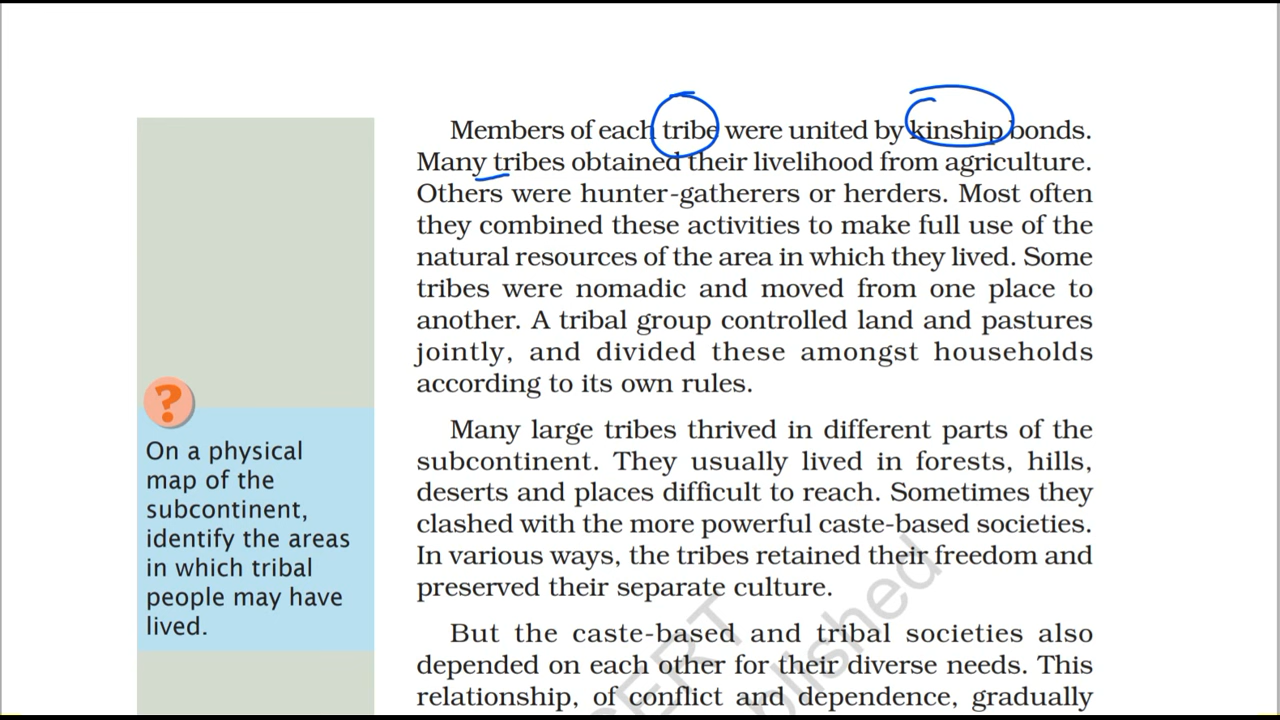 Members of each tribe were united by kinship bonds.
Many tribes obtained their livelihood from agriculture.
Others were hunter-gatherers or herders. Most often
they combined these activities to make full use of the
natural resources of the area in which they lived. Some
tribes were nomadic and moved from one place to
another. A tribal group controlled land and pastures
jointly, and divided these amongst households
according to its own rules.
Many large tribes thrived in different parts of the
subcontinent. They usually lived in forests, hills,
deserts and places difficult to reach. Sometimes they
clashed with the more powerful caste-based societies.
In various ways, the tribes retained their freedom and
preserved their separate culture.
But the caste-based and tribal societies also
depended on each other for their diverse needs. This
relationship, of conflict and dependence, gradually
?
On a physical
map of the
subcontinent,
identify the areas
in which tribal
people may have
lived.